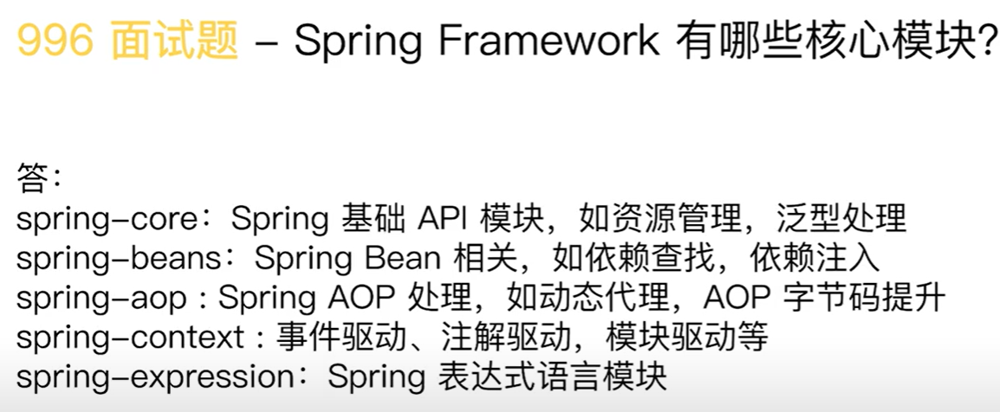 996 面试题 – Spring Framework 有哪些核心模块?
答：
spring–core：Spring 基础 API 模块，如资源管理，泛型处理
spring–beans：Spring Bean 相关，如依赖查找，依赖注入
spring–aop : Spring AOP 处理，如动态代理，AOP 字节码提升
spring–context : 事件驱动、注解驱动，模块驱动等
spring–expression：Spring 表达式语言模块